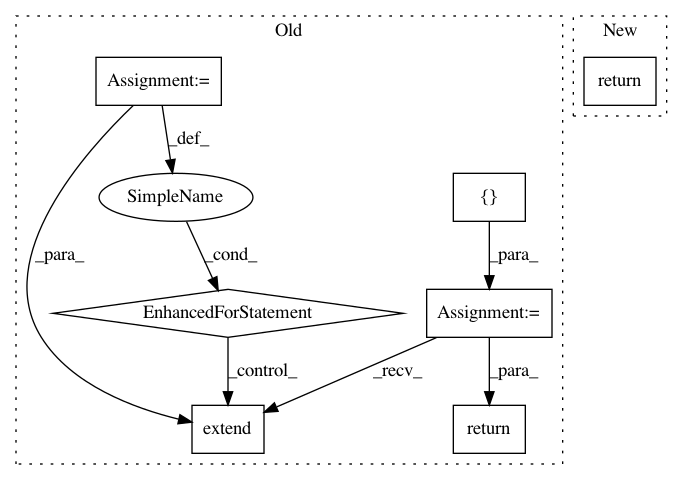 Old
New
Assignment:=
return
_def_
SimpleName
{}
_para_
_cond_
_para_
EnhancedForStatement
Assignment:=
_control_
_recv_
_para_
extend
return